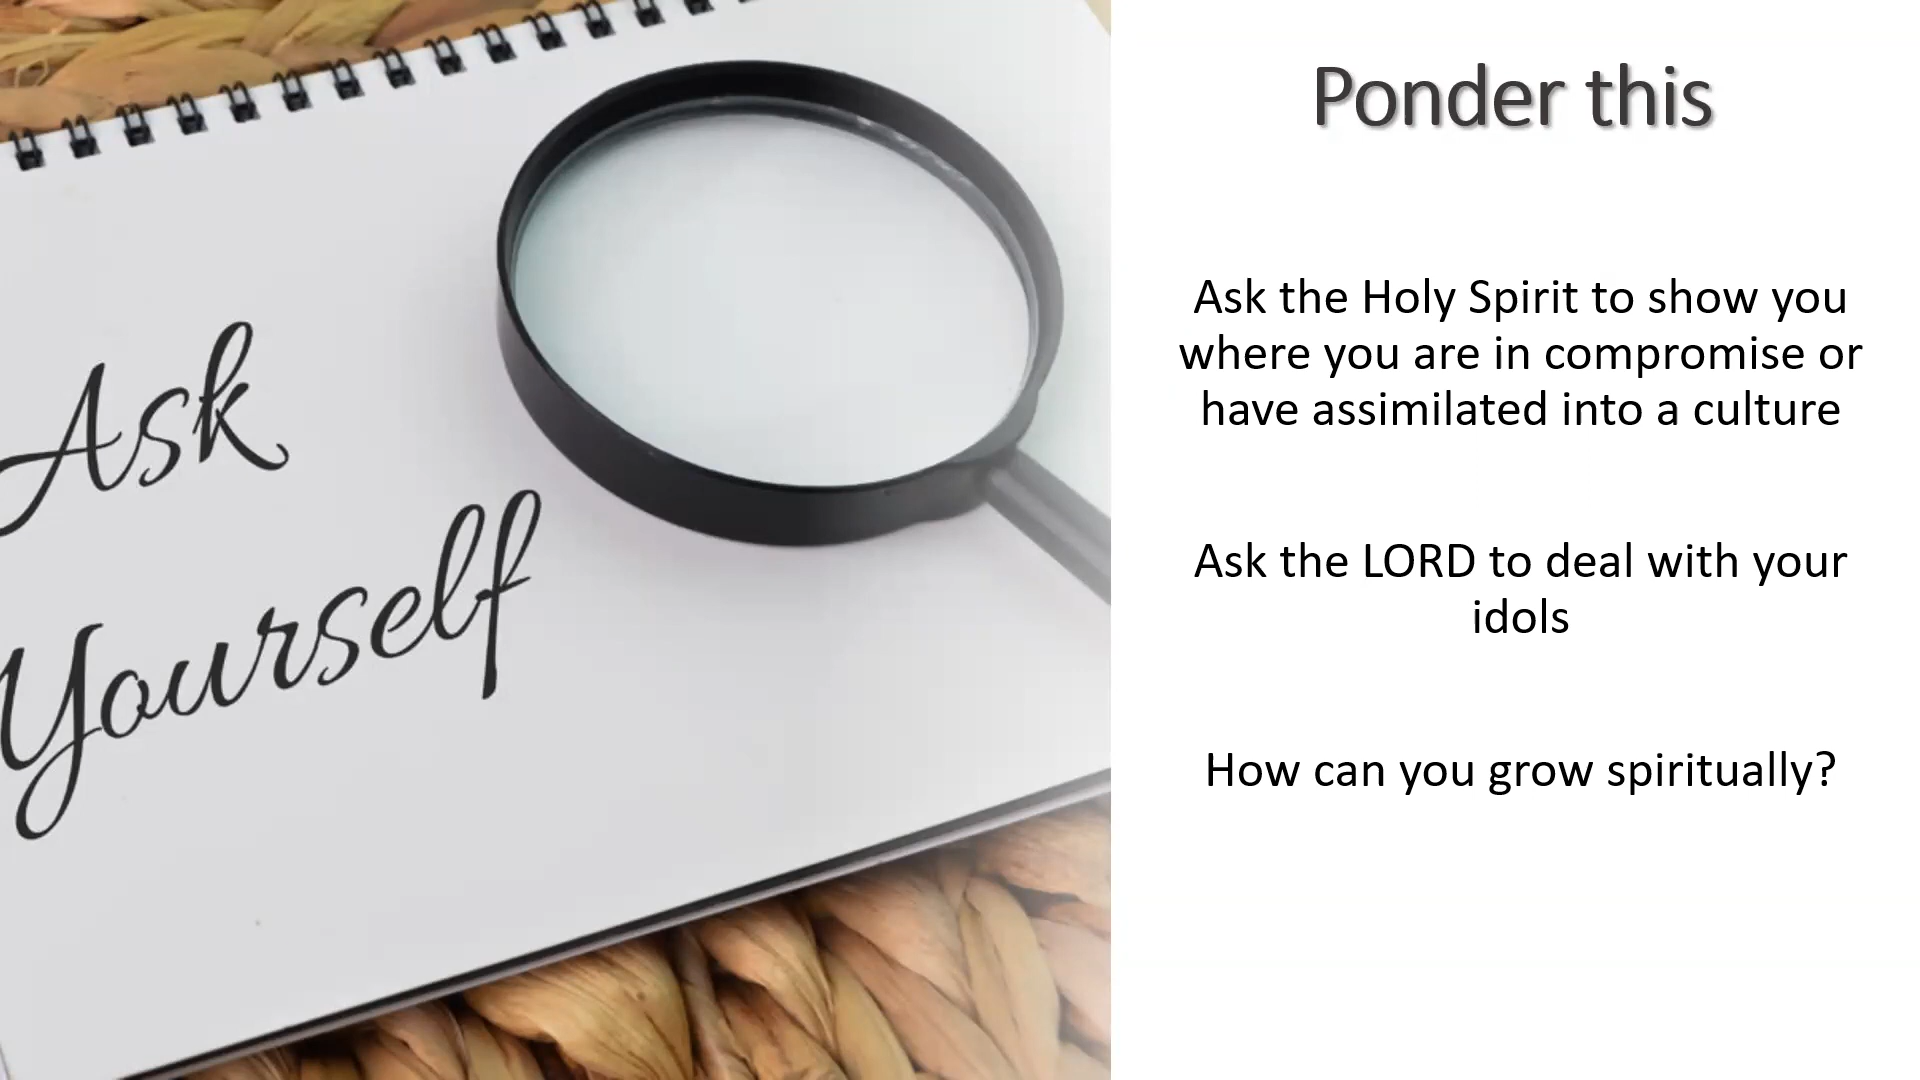 Ask
Yourself
Ponder this
Ask the Holy Spirit to show you
where you are in compromise or
have assimilated into a culture
Ask the LORD to deal with your
idols
How can you grow spiritually?